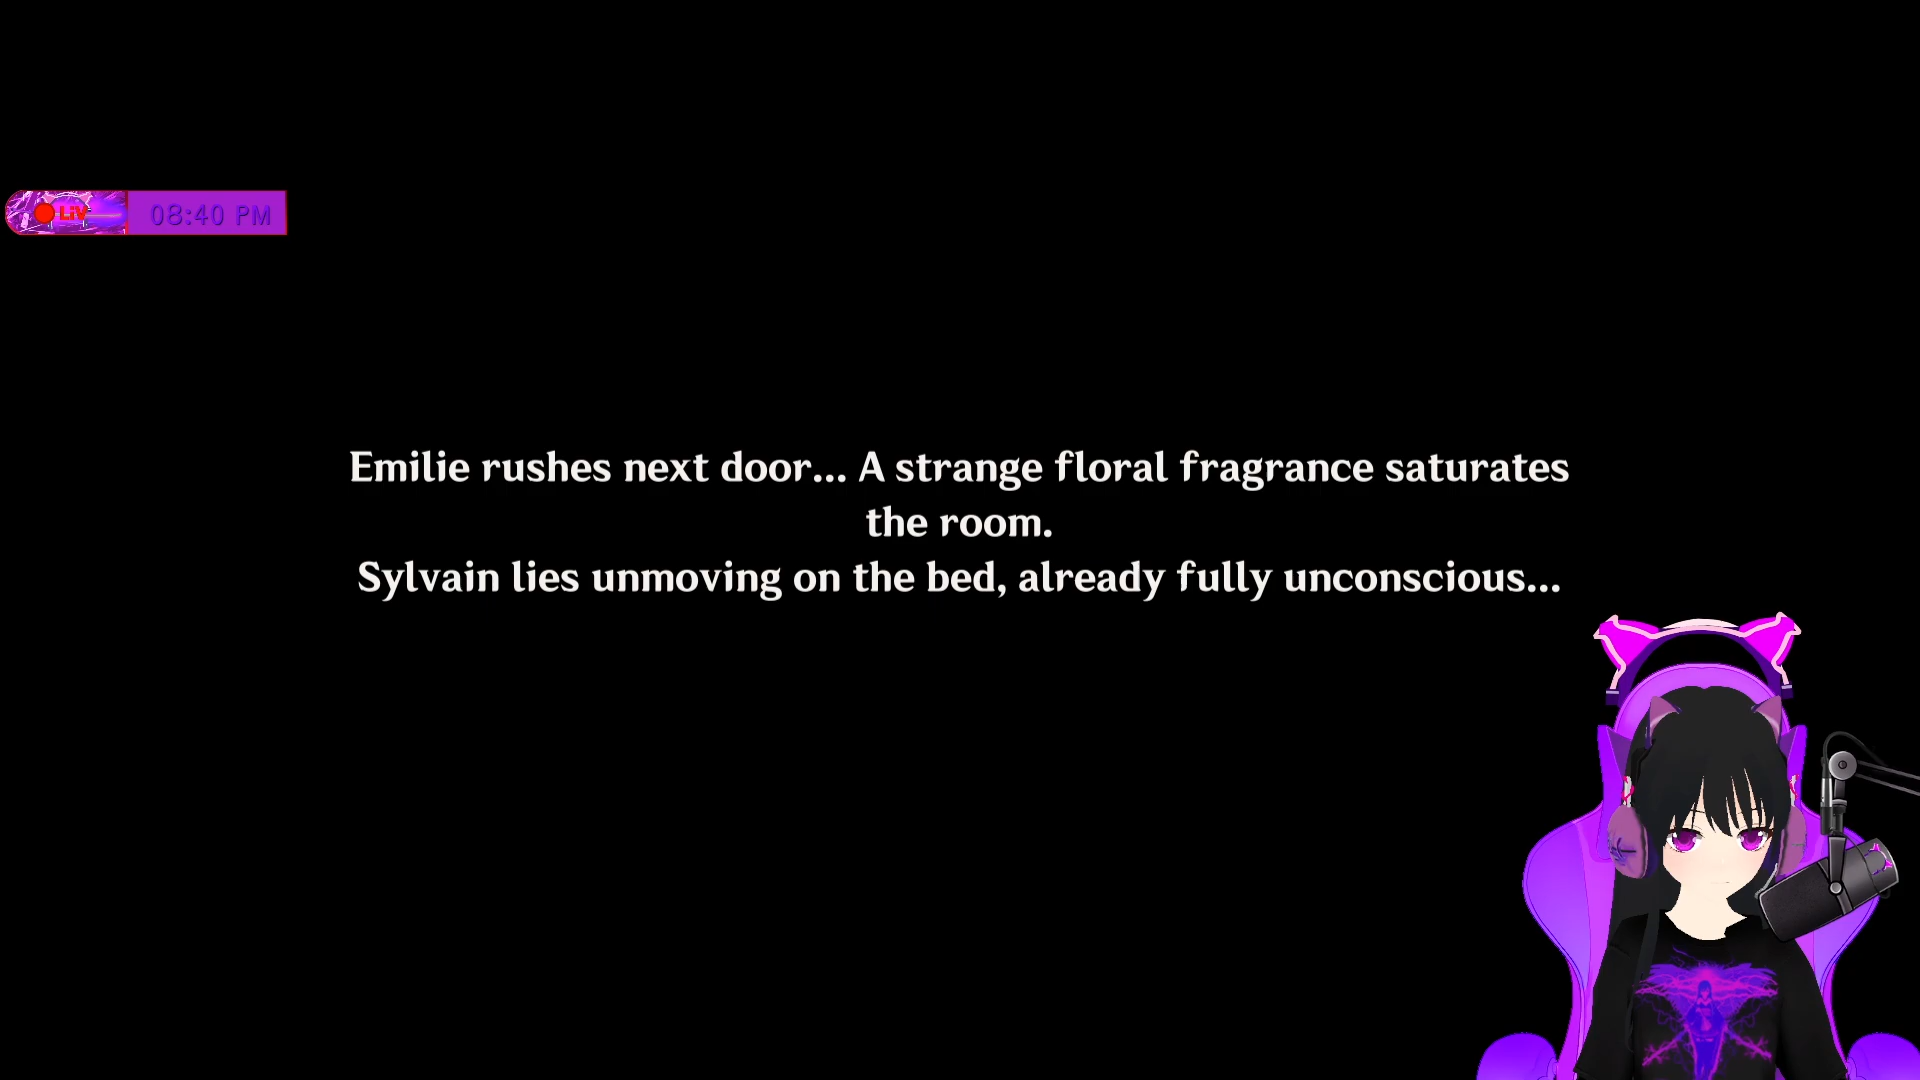 LiV
08:40 PM
Emilie rushes next door... A strange floral fragrance saturates
the room.
Sylvain lies unmoving on the bed, already fully unconscious...